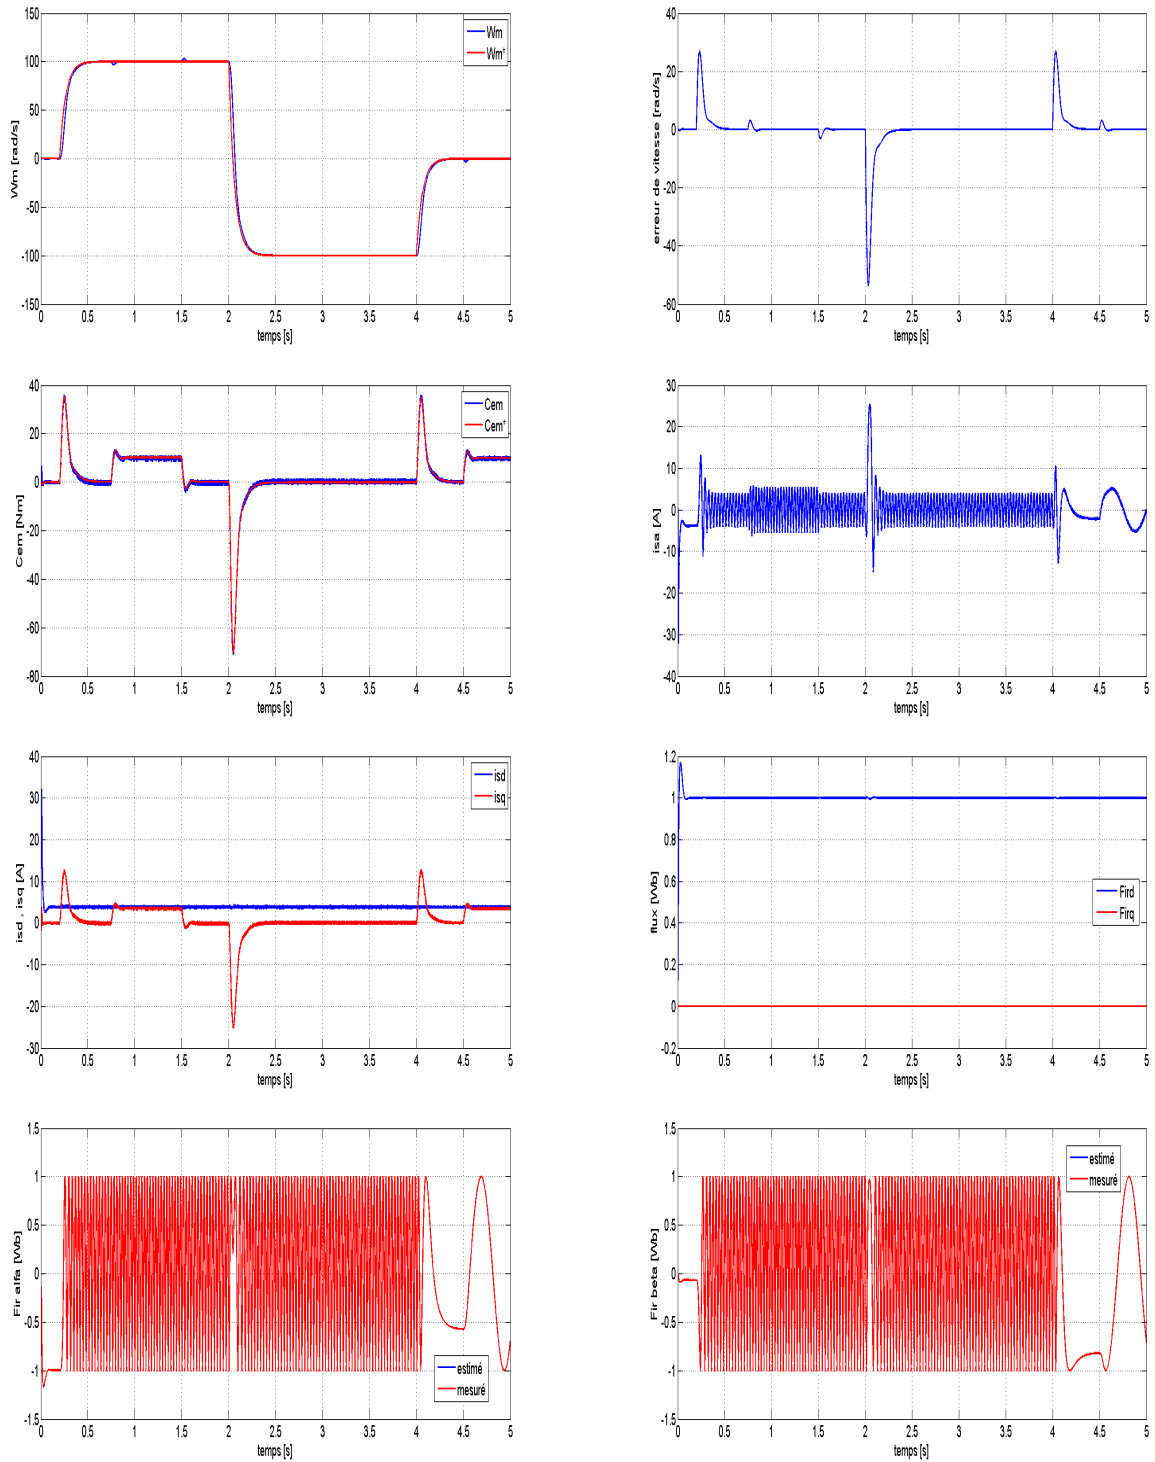 150
100
50
0
-50
-100
-150
Wm [rad/s]
Wm
Wm*
0 0.5 1 1.5 2 2.5 3 3.5 4 4.5 5
temps [s]
40
20
0
-20
-40
-60
erreur de vitesse [rad/s]
0 0.5 1 1.5 2 2.5 3 3.5 4 4.5 5
temps [s]
40
20
0
-20
-40
-60
-80
Cem [Nm]
Cem
Cem*
0 0.5 1 1.5 2 2.5 3 3.5 4 4.5 5
temps [s]
30
20
10
0
-10
-20
-30
-40
isa [A]
0 0.5 1 1.5 2 2.5 3 3.5 4 4.5 5
temps [s]
40
30
20
10
0
-10
-20
-30
isd , isq [A]
isd
isq
0 0.5 1 1.5 2 2.5 3 3.5 4 4.5 5
temps [s]
1.2
1
0.8
0.6
0.4
0.2
0
-0.2
flux [Wb]
Fird
Firq
0 0.5 1 1.5 2 2.5 3 3.5 4 4.5 5
temps [s]
1.5
1
0.5
0
-0.5
-1
-1.5
Fir alfa [Wb]
estimé
mesuré
0 0.5 1 1.5 2 2.5 3 3.5 4 4.5 5
temps [s]
1.5
1
0.5
0
-0.5
-1
-1.5
Fir beta [Wb]
estimé
mesuré
0 0.5 1 1.5 2 2.5 3 3.5 4 4.5 5
temps [s]